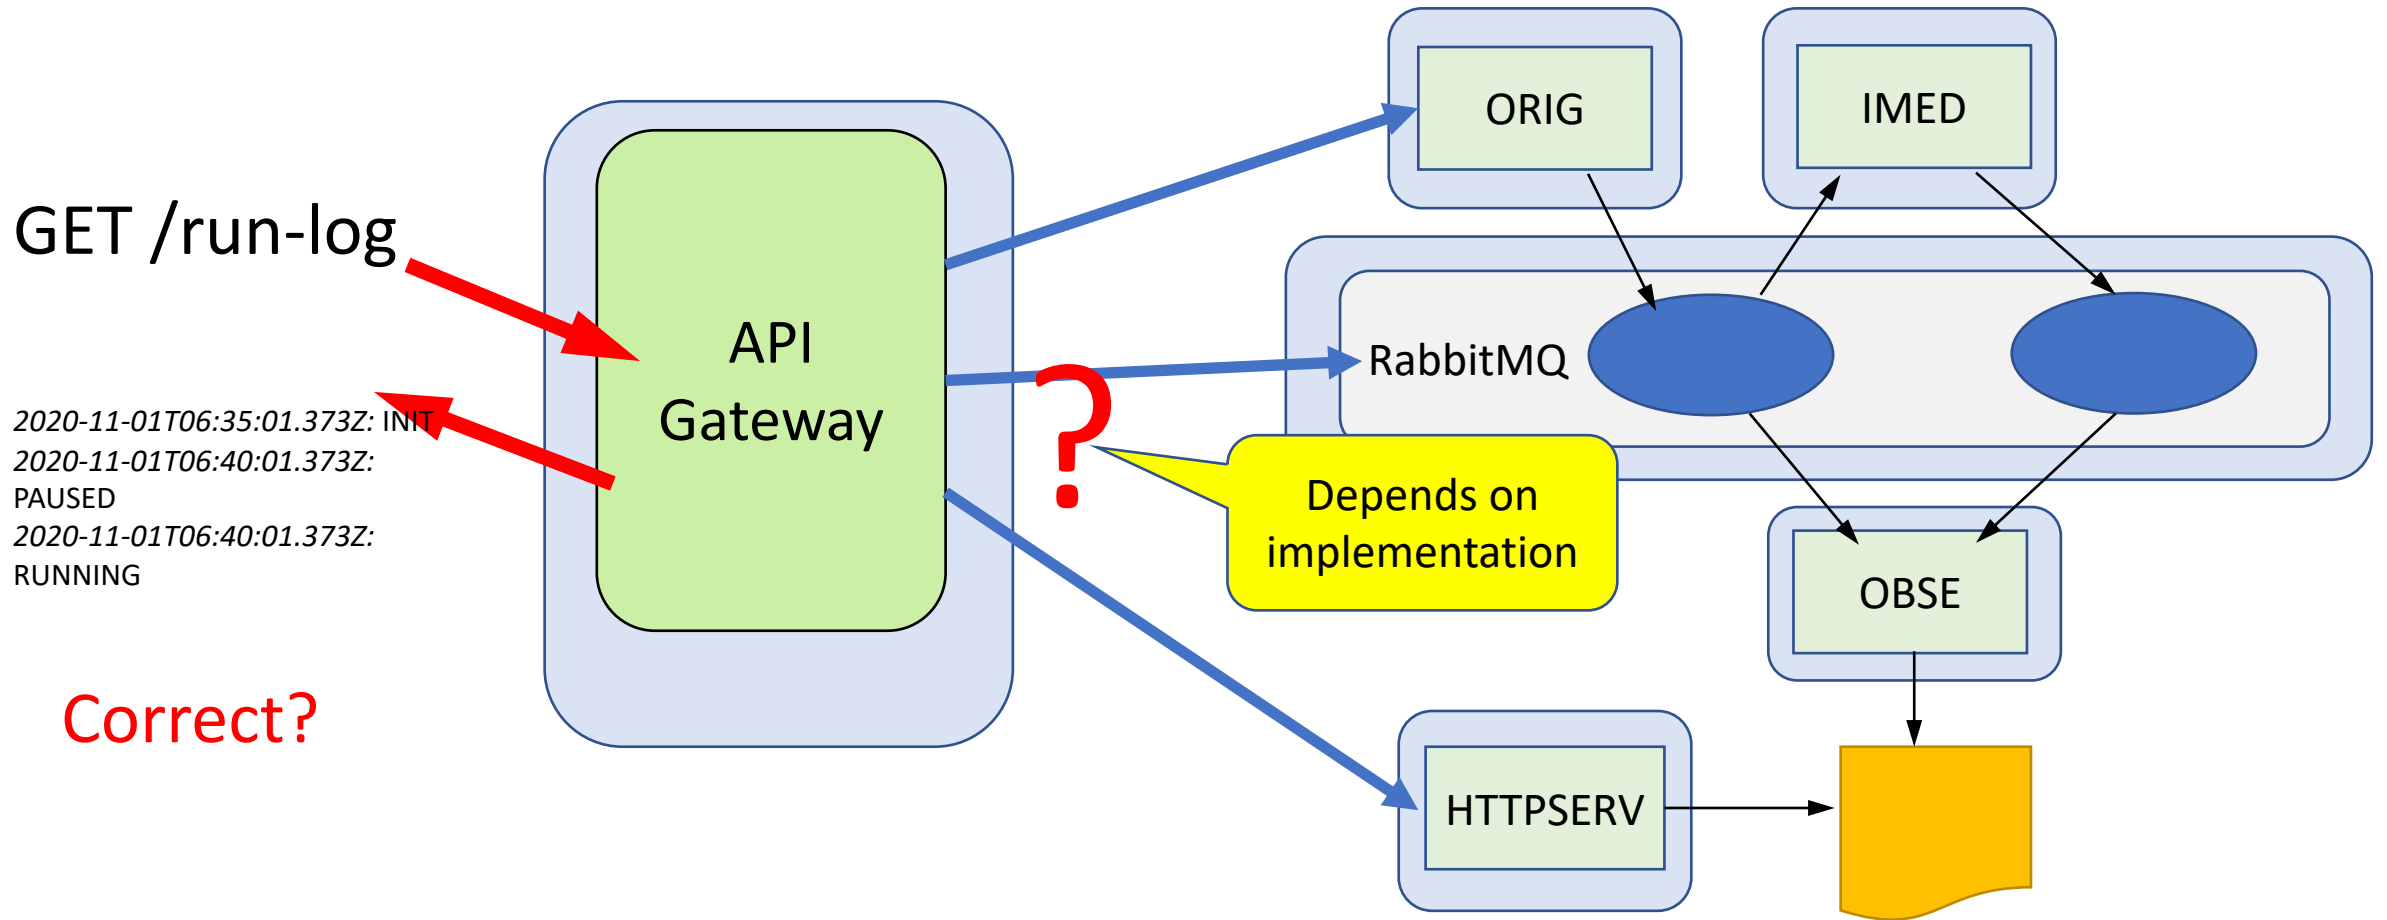 GET /run-log
2020-11-01T06:35:01.373Z: INIT
2020-11-01T06:40:01.373Z:
PAUSED
2020-11-01T06:40:01.373Z:
RUNNING
Correct?
API
Gateway
?
Depends on
implementation
ORIG
IMED
RabbitMQ
OBSE
HTTPSERV